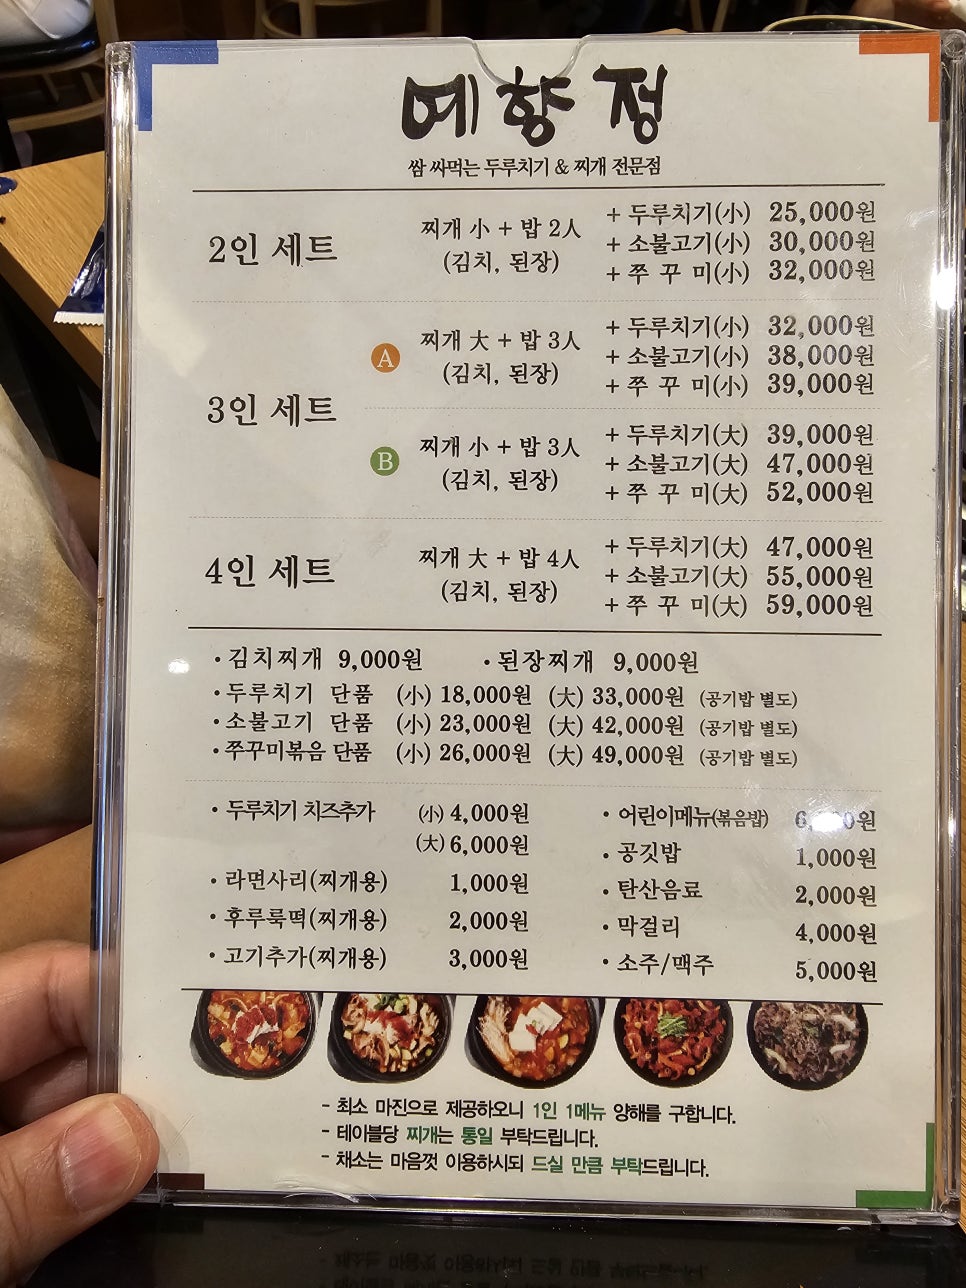 예향정
쌈 싸먹는 두루치기 & 찌개 전문점
2인 세트
찌개 小 + 밥 2人
(김치, 된장)
+ 두루치기(小) 25,000원
+ 소불고기(小) 30,000원
+ 쭈 꾸 미(小) 32,000원
3인 세트
A
찌개 大 + 밥 3人
(김치, 된장)
+ 두루치기(小) 32,000원
+ 소불고기(小) 38,000원
+ 쭈 꾸 미(小) 39,000원
B
찌개 小 + 밥 3人
(김치, 된장)
+ 두루치기(大) 39,000원
+ 소불고기(大) 47,000원
+ 쭈 꾸 미(大) 52,000원
4인 세트
찌개 大 + 밥 4人
(김치, 된장)
+ 두루치기(大) 47,000원
+ 소불고기(大) 55,000원
+ 쭈 꾸 미(大) 59,000원
· 김치찌개 9,000원 · 된장찌개 9,000원
· 두루치기 단품 (小) 18,000원 (大) 33,000원 (공기밥 별도)
· 소불고기 단품 (小) 23,000원 (大) 42,000원 (공기밥 별도)
· 쭈꾸미볶음 단품 (小) 26,000원 (大) 49,000원 (공기밥 별도)
· 두루치기 치즈추가 (小) 4,000원
(大) 6,000원
· 라면사리(찌개용) 1,000원
· 후루룩떡(찌개용) 2,000원
· 고기추가(찌개용) 3,000원
· 어린이메뉴(볶음밥)
· 공깃밥 1,000원
· 탄산음료 2,000원
· 막걸리 4,000원
· 소주/맥주 5,000원
- 최소 마진으로 제공하오니 1인 1메뉴 양해를 구합니다.
- 테이블당 찌개는 통일 부탁드립니다.
- 채소는 마음껏 이용하시되 드실 만큼 부탁드립니다.